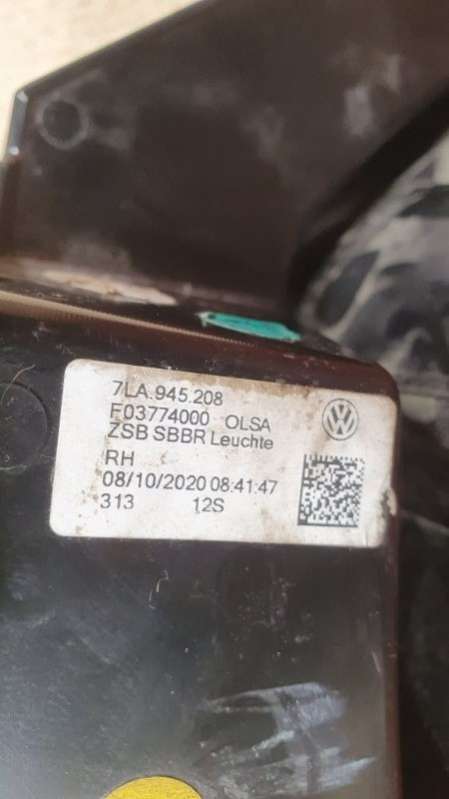 7LA.945.208
F03774000 OLSA
ZSB SBBR Leuchte
RH
08/10/2020 08:41:47
313 12S